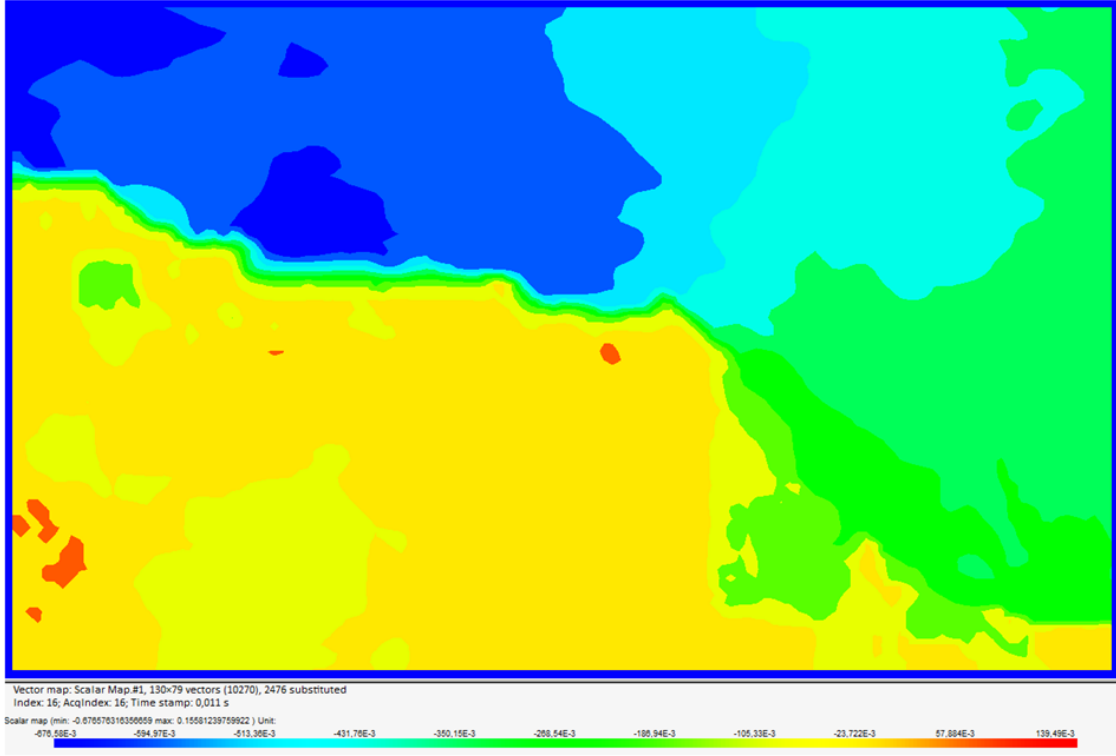 Vector map: Scalar Map.#1, 130×79 vectors (10270), 2476 substituted
Index: 16; AcqIndex: 16; Time stamp: 0,011 s
Scalar map (min: -0.676576316356659 max: 0.15581239759922 ) Unit:
-676,58E-3 -594,97E-3 -513,36E-3 -431,76E-3 -350,15E-3 -268,54E-3 -186,94E-3 -105,33E-3 -23,722E-3 57,884E-3 139,49E-3